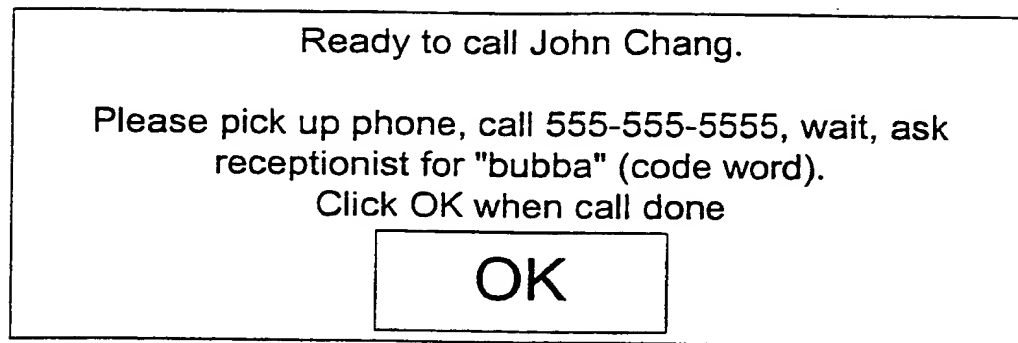 Ready to call John Chang.
Please pick up phone, call 555-555-5555, wait, ask
receptionist for "bubba" (code word).
Click OK when call done
OK